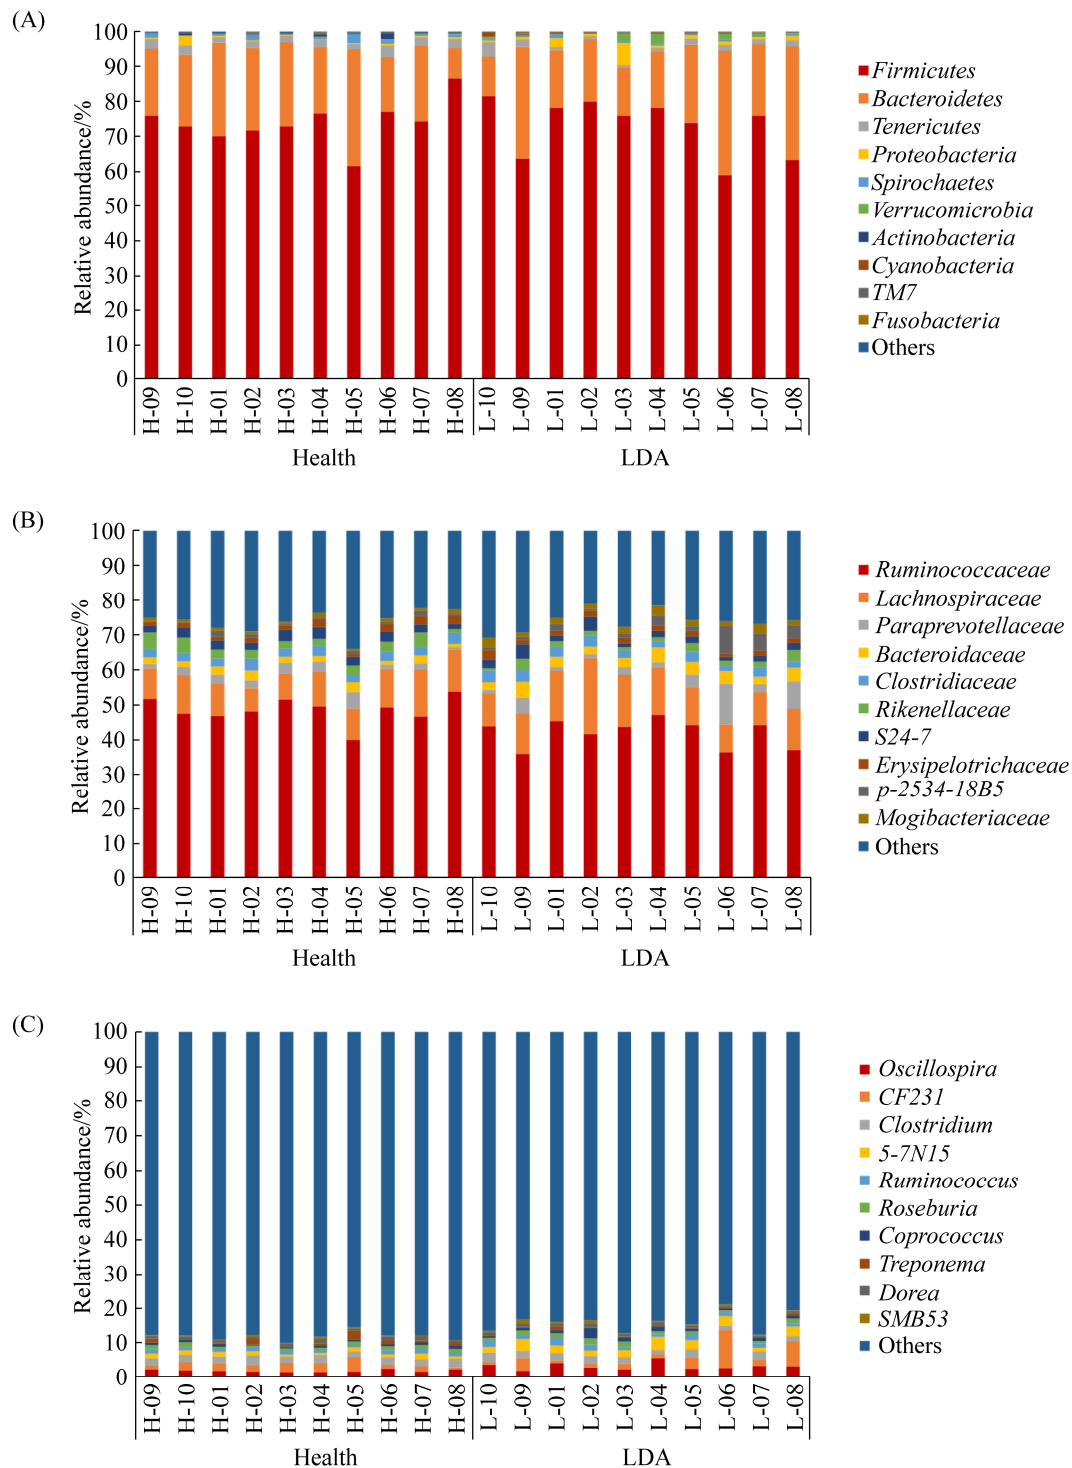 (A)
Relative abundance/%
100
90
80
70
60
50
40
30
20
10
0
H-09
H-10
H-01
H-02
H-03
H-04
H-05
H-06
H-07
H-08
L-10
L-09
L-01
L-02
L-03
L-04
L-05
L-06
L-07
L-08
Health
LDA
Firmicutes
Bacteroidetes
Tenericutes
Proteobacteria
Spirochaetes
Verrucomicrobia
Actinobacteria
Cyanobacteria
TM7
Fusobacteria
Others
(B)
Relative abundance/%
100
90
80
70
60
50
40
30
20
10
0
H-09
H-10
H-01
H-02
H-03
H-04
H-05
H-06
H-07
H-08
L-10
L-09
L-01
L-02
L-03
L-04
L-05
L-06
L-07
L-08
Health
LDA
Ruminococcaceae
Lachnospiraceae
Paraprevotellaceae
Bacteroidaceae
Clostridiaceae
Rikenellaceae
S24-7
Erysipelotrichaceae
p-2534-18B5
Mogibacteriaceae
Others
(C)
Relative abundance/%
100
90
80
70
60
50
40
30
20
10
0
H-09
H-10
H-01
H-02
H-03
H-04
H-05
H-06
H-07
H-08
L-10
L-09
L-01
L-02
L-03
L-04
L-05
L-06
L-07
L-08
Health
LDA
Oscillospira
CF231
Clostridium
5-7N15
Ruminococcus
Roseburia
Coprococcus
Treponema
Dorea
SMB53
Others